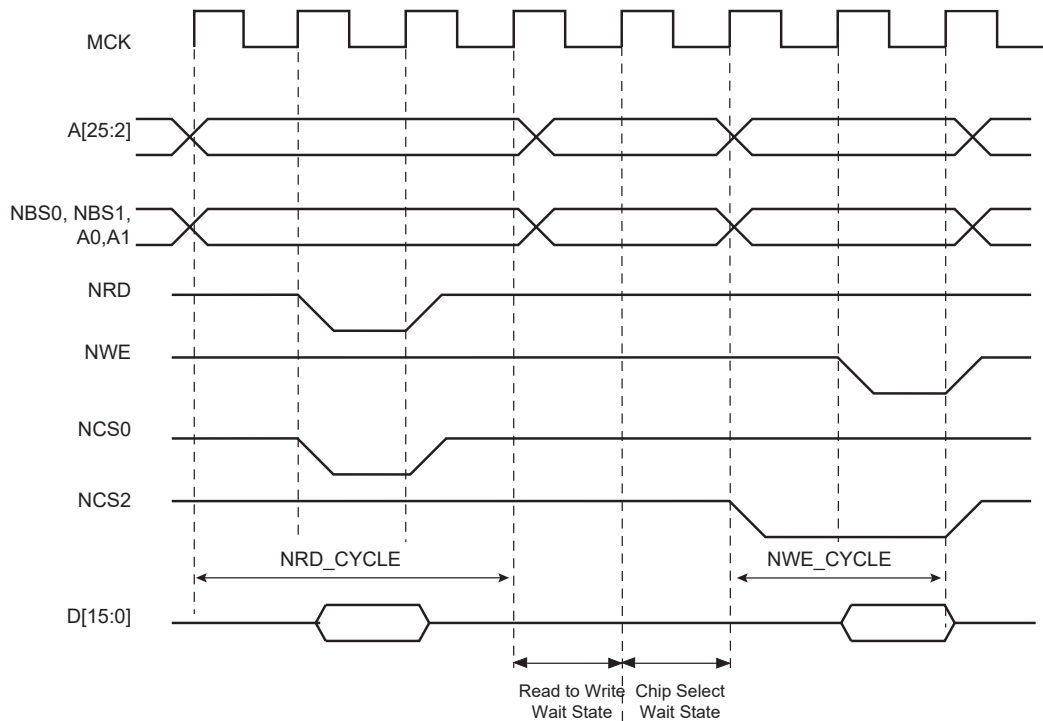 MCK
A[25:2]
NBS0, NBS1,
A0,A1
NRD
NWE
NCS0
NCS2
NRD_CYCLE
NWE_CYCLE
D[15:0]
Read to Write
Wait State
Chip Select
Wait State